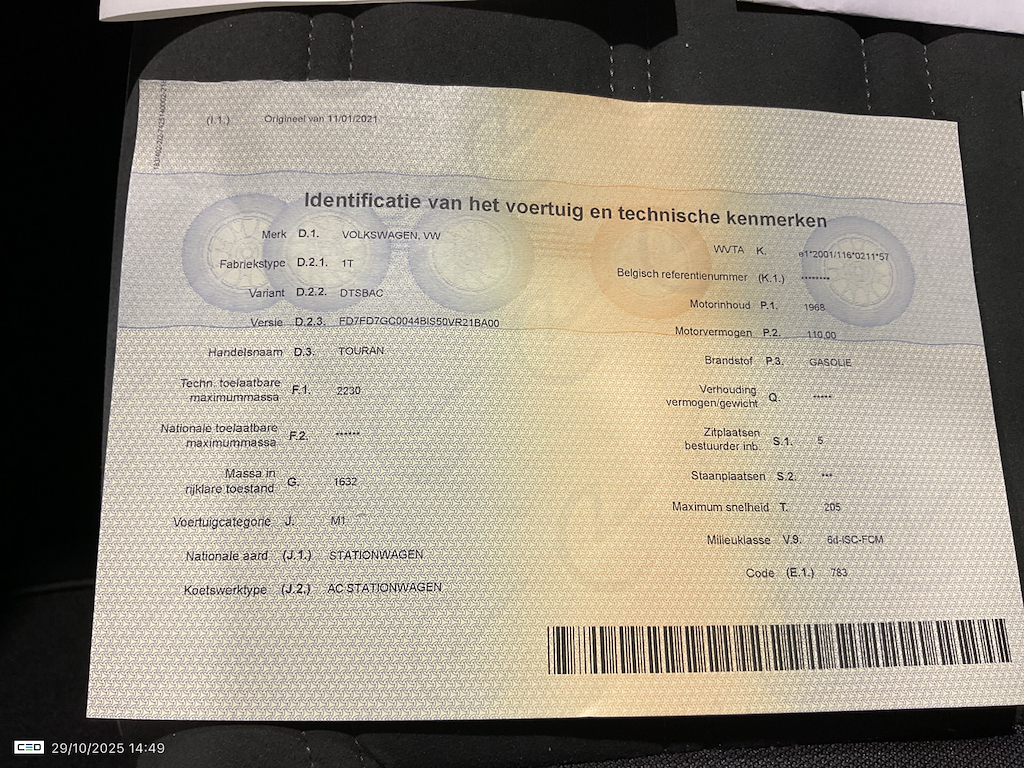 (I.1.) Origineel van 11/01/2021
Identificatie van het voertuig en technische kenmerken
Merk D.1. VOLKSWAGEN, VW
Fabriekstype D.2.1. 1T
Variant D.2.2. DTSBAC
Versie D.2.3. FD7FD7GC0044BIS50VR21BA00
Handelsnaam D.3. TOURAN
Techn. toelaatbare
maximummassa F.1. 2230
Nationale toelaatbare
maximummassa F.2. ******
Massa in
rijklare toestand G. 1632
Voertuigcategorie J. M1
Nationale aard (J.1.) STATIONWAGEN
Koetswerktype (J.2.) AC STATIONWAGEN
WVTA K. e1*2001/116*0211*57
Belgisch referentienummer (K.1.) ********
Motorinhoud P.1. 1968
Motorvermogen P.2. 110,00
Brandstof P.3. GASOLIE
Verhouding
vermogen/gewicht Q. *****
Zitplaatsen
bestuurder inb. S.1. 5
Staanplaatsen S.2. ***
Maximum snelheid T. 205
Milieuklasse V.9. 6d-ISC-FCM
Code (E.1.) 783
CEO 29/10/2025 14:49